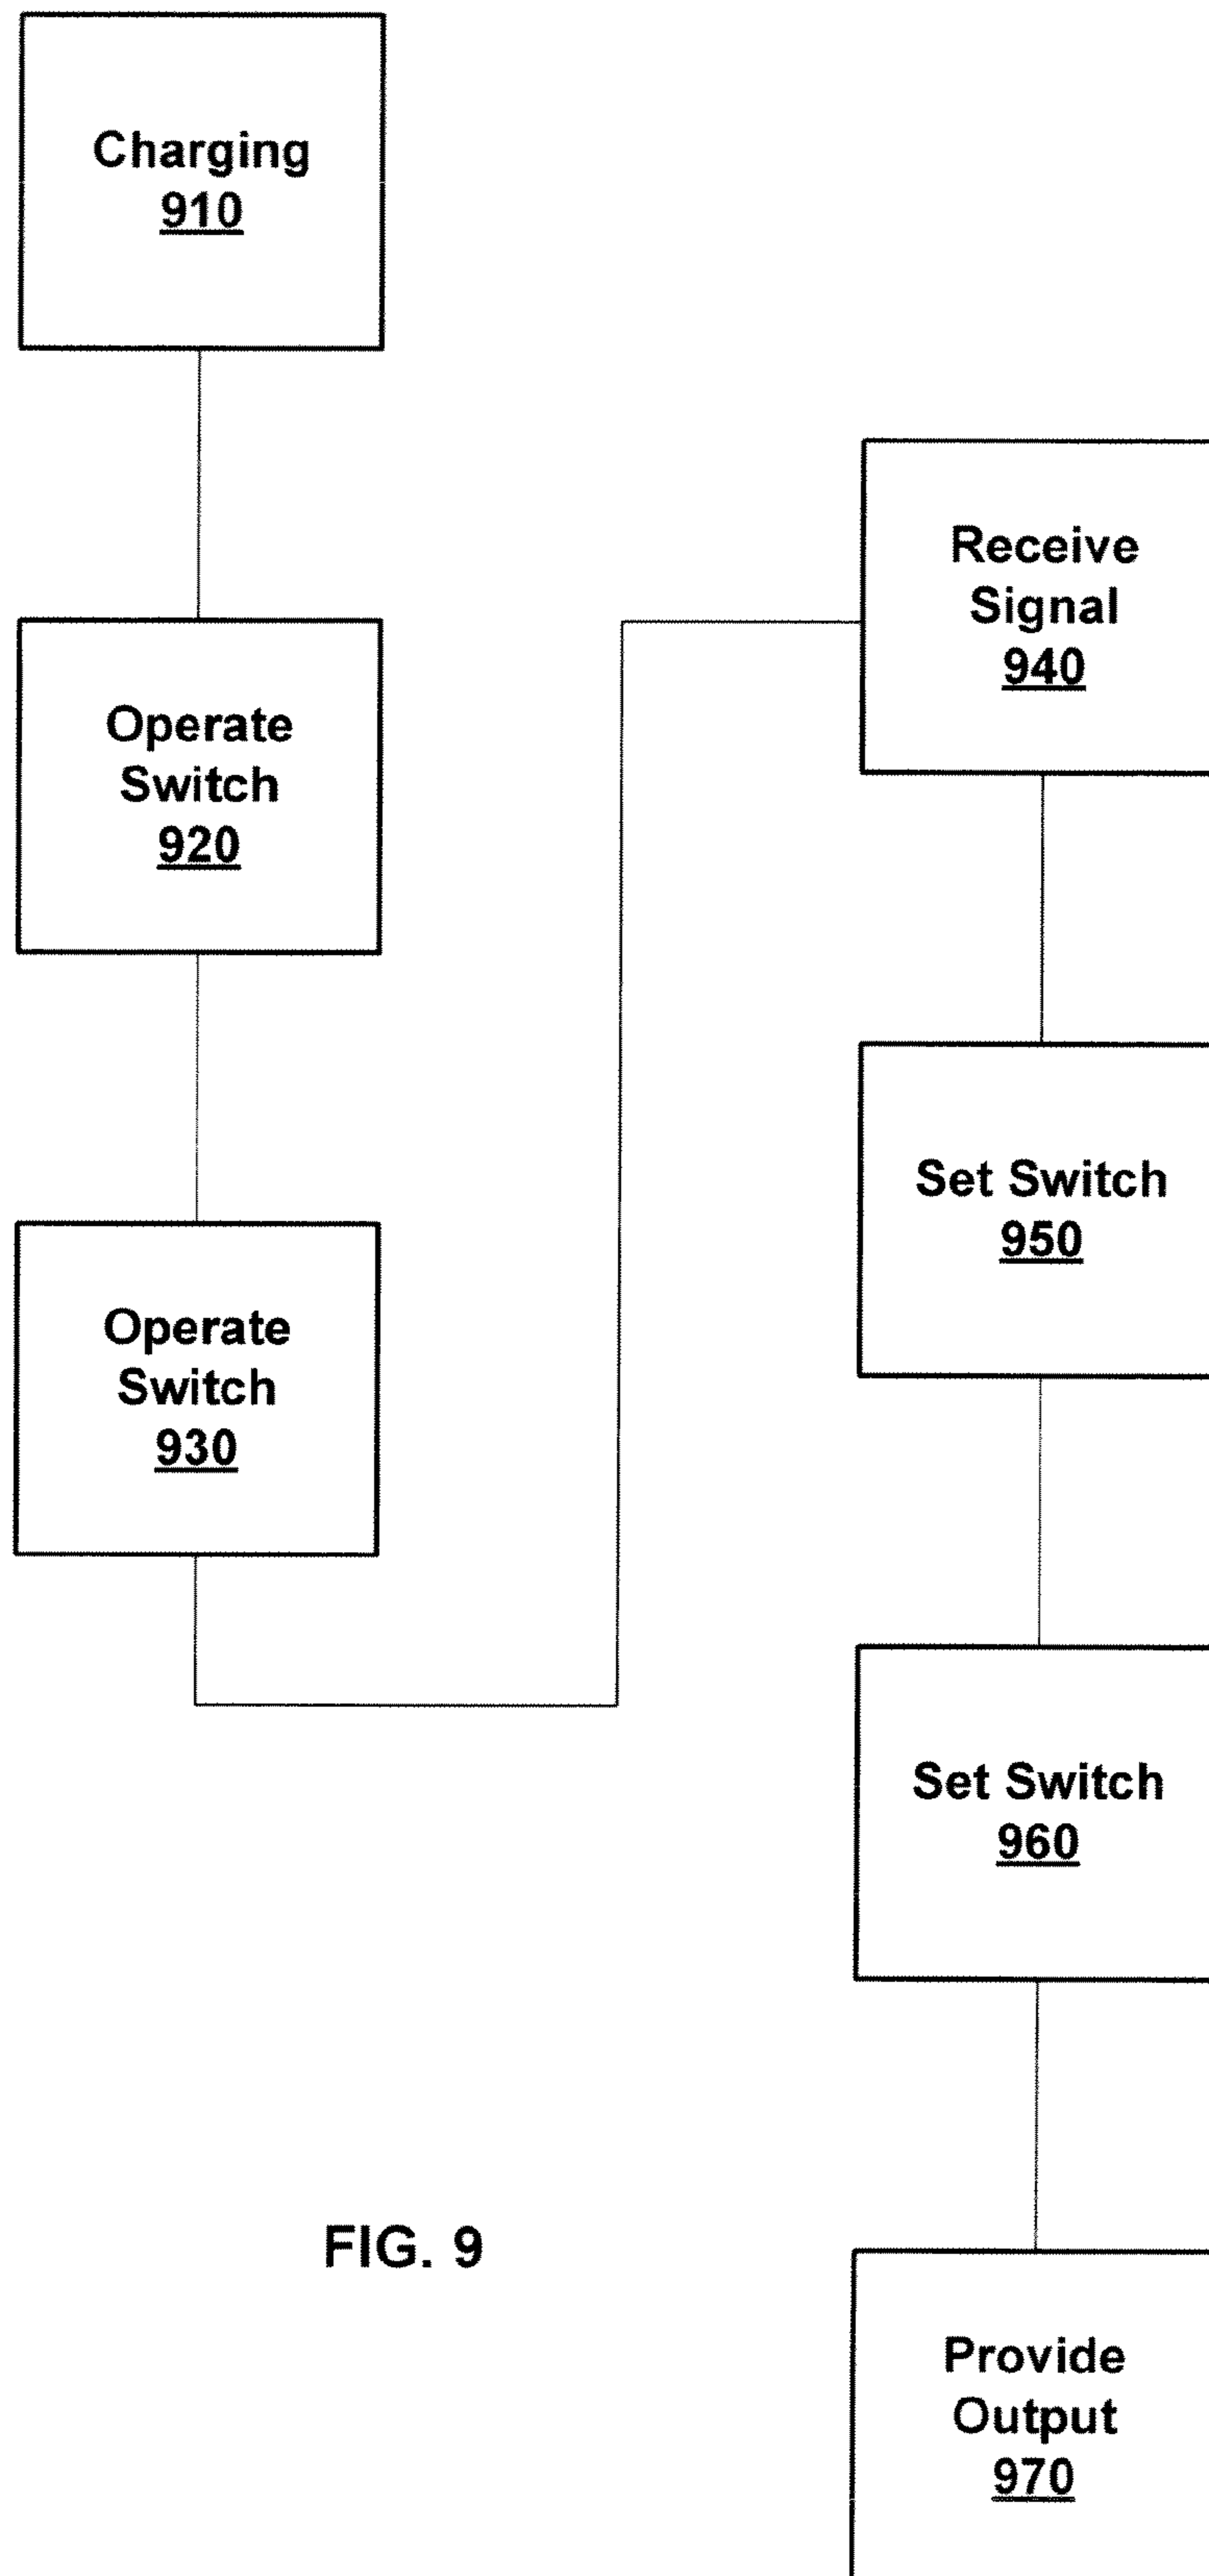 Charging
910
Operate
Switch
920
Operate
Switch
930
Receive
Signal
940
Set Switch
950
Set Switch
960
Provide
Output
970
FIG. 9